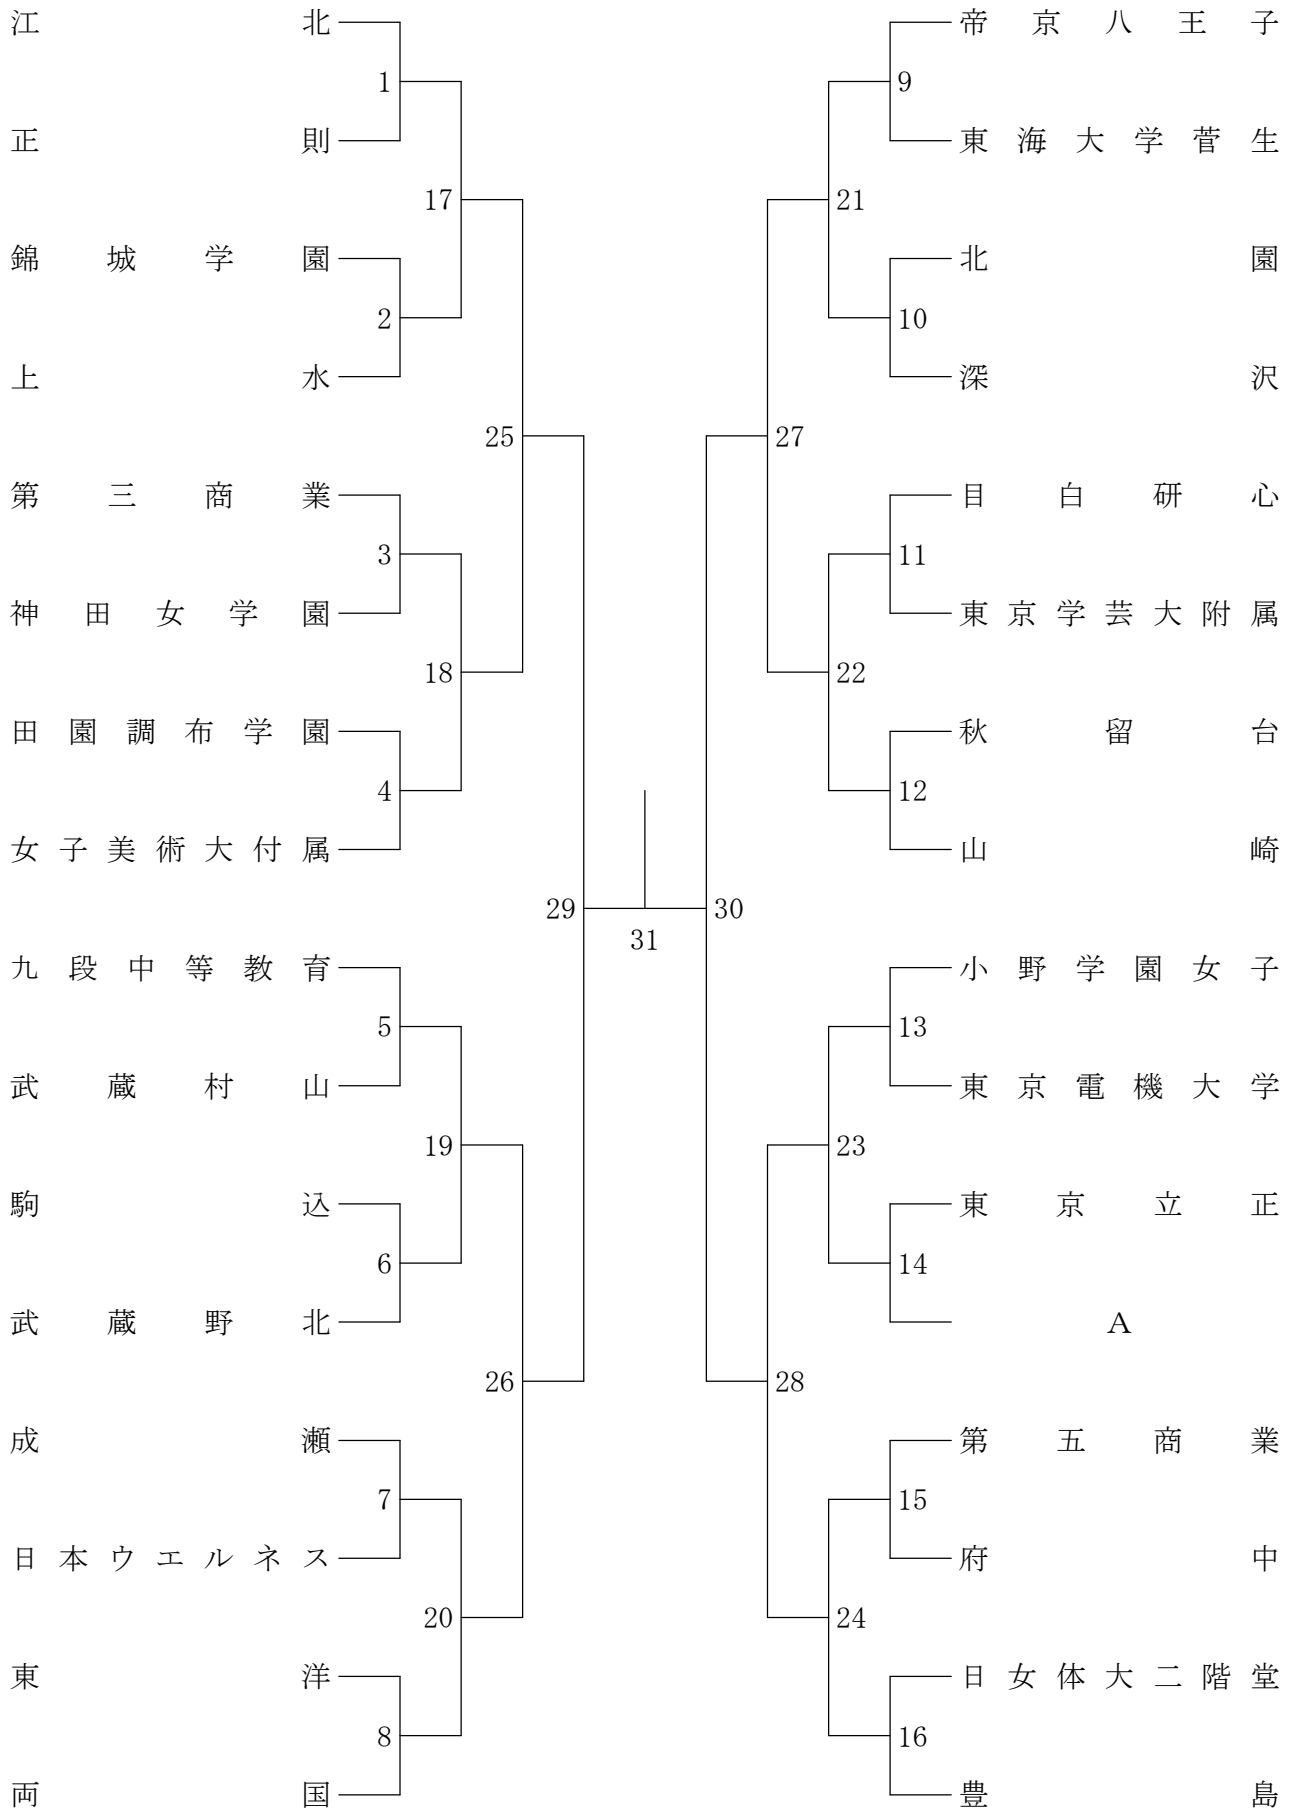 江北
帝京八王子
1
9
正則
東海大学菅生
17
21
錦城学園
北園
2
10
上水
深沢
25
27
第三商業
目白研心
3
11
神田女学園
東京学芸大附属
18
22
田園調布学園
秋留台
4
12
女子美術大付属
山崎
29
30
31
九段中等教育
小野学園女子
5
13
武蔵村山
東京電機大学
19
23
駒込
東京立正
6
14
武蔵野北
A
26
28
成瀬
第五商業
7
15
日本ウエルネス
府中
20
24
東洋
日女体大二階堂
8
16
両国
豊島